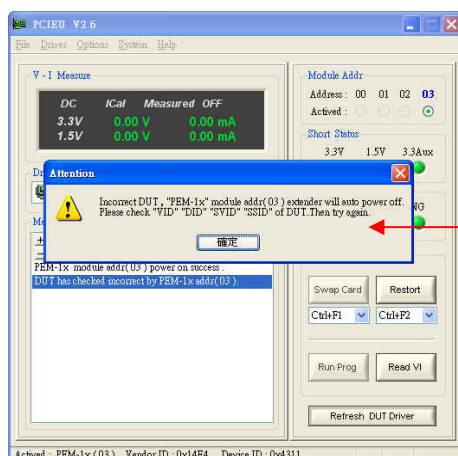 PCIEU V2.6
File Driver Options System Help
V - I Measure
DC ICal Measured OFF
3.3V 0.00 V 0.00 mA
1.5V 0.00 V 0.00 mA
Module Addr
Address : 00 01 02 03
Actived :
Short Status
3.3V 1.5V 3.3Aux
Attention
Incorrect DUT , "PEM-1x" module addr( 03 ) extender will auto power off.
Please check "VID" "DID" "SVID" "SSID" of DUT.Then try again.
確定
PEM-1x module addr( 03 ) power on success .
DUT has checked incorrect by PEM-1x addr( 03 ).
Swap Card Restort
Ctrl+F1 Ctrl+F2
Run Prog Read VI
Refresh DUT Driver
Actived : PEM-1x ( 03 ) Vendor ID : 0x14E4 Device ID : 0x4311